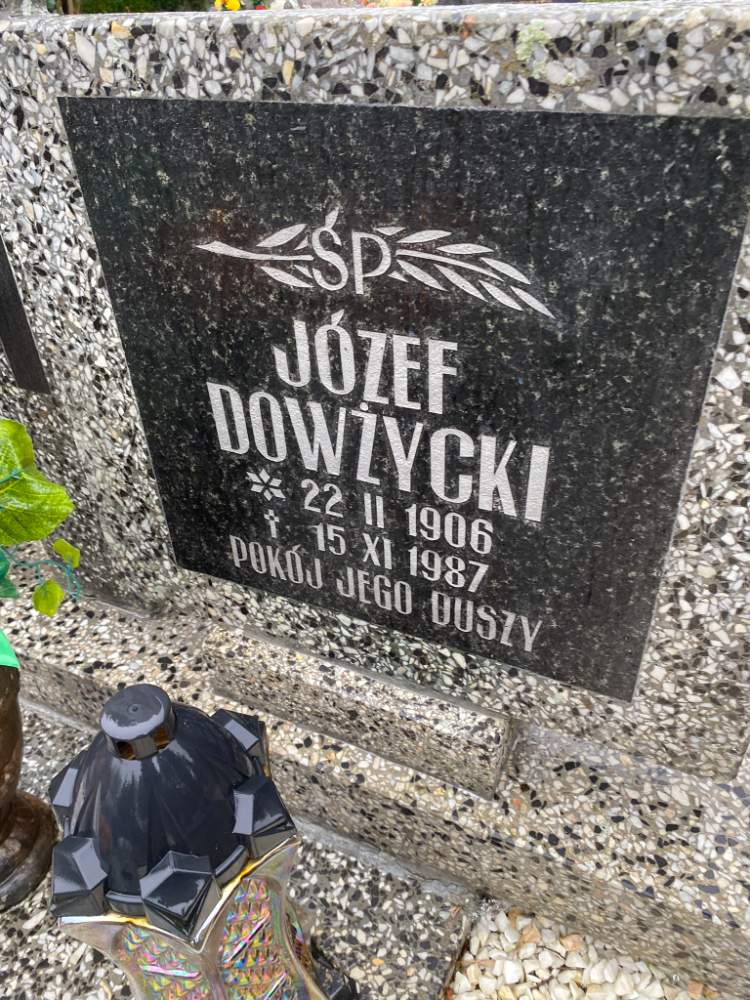 ŚP
JÓZEF
DOWŻYCKI
* 22 II 1906
† 15 XI 1987
POKÓJ JEGO DUSZY